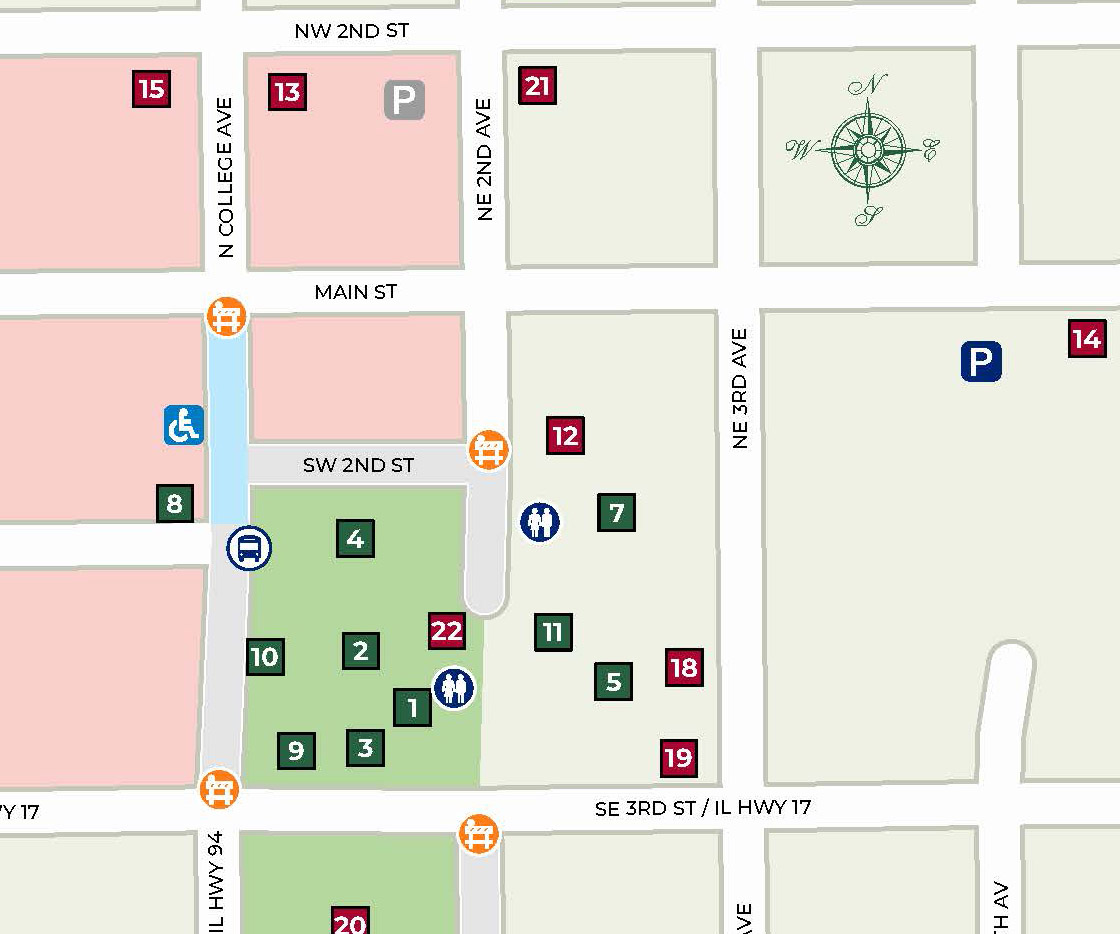 NW 2ND ST
15
13
P
21
N
W
E
S
N COLLEGE AVE
NE 2ND AVE
MAIN ST
NE 3RD AVE
P
14
12
SW 2ND ST
8
7
4
22
11
10
2
18
5
1
9
3
19
Y 17
SE 3RD ST / IL HWY 17
IL HWY 94
20
AVE
TH AV